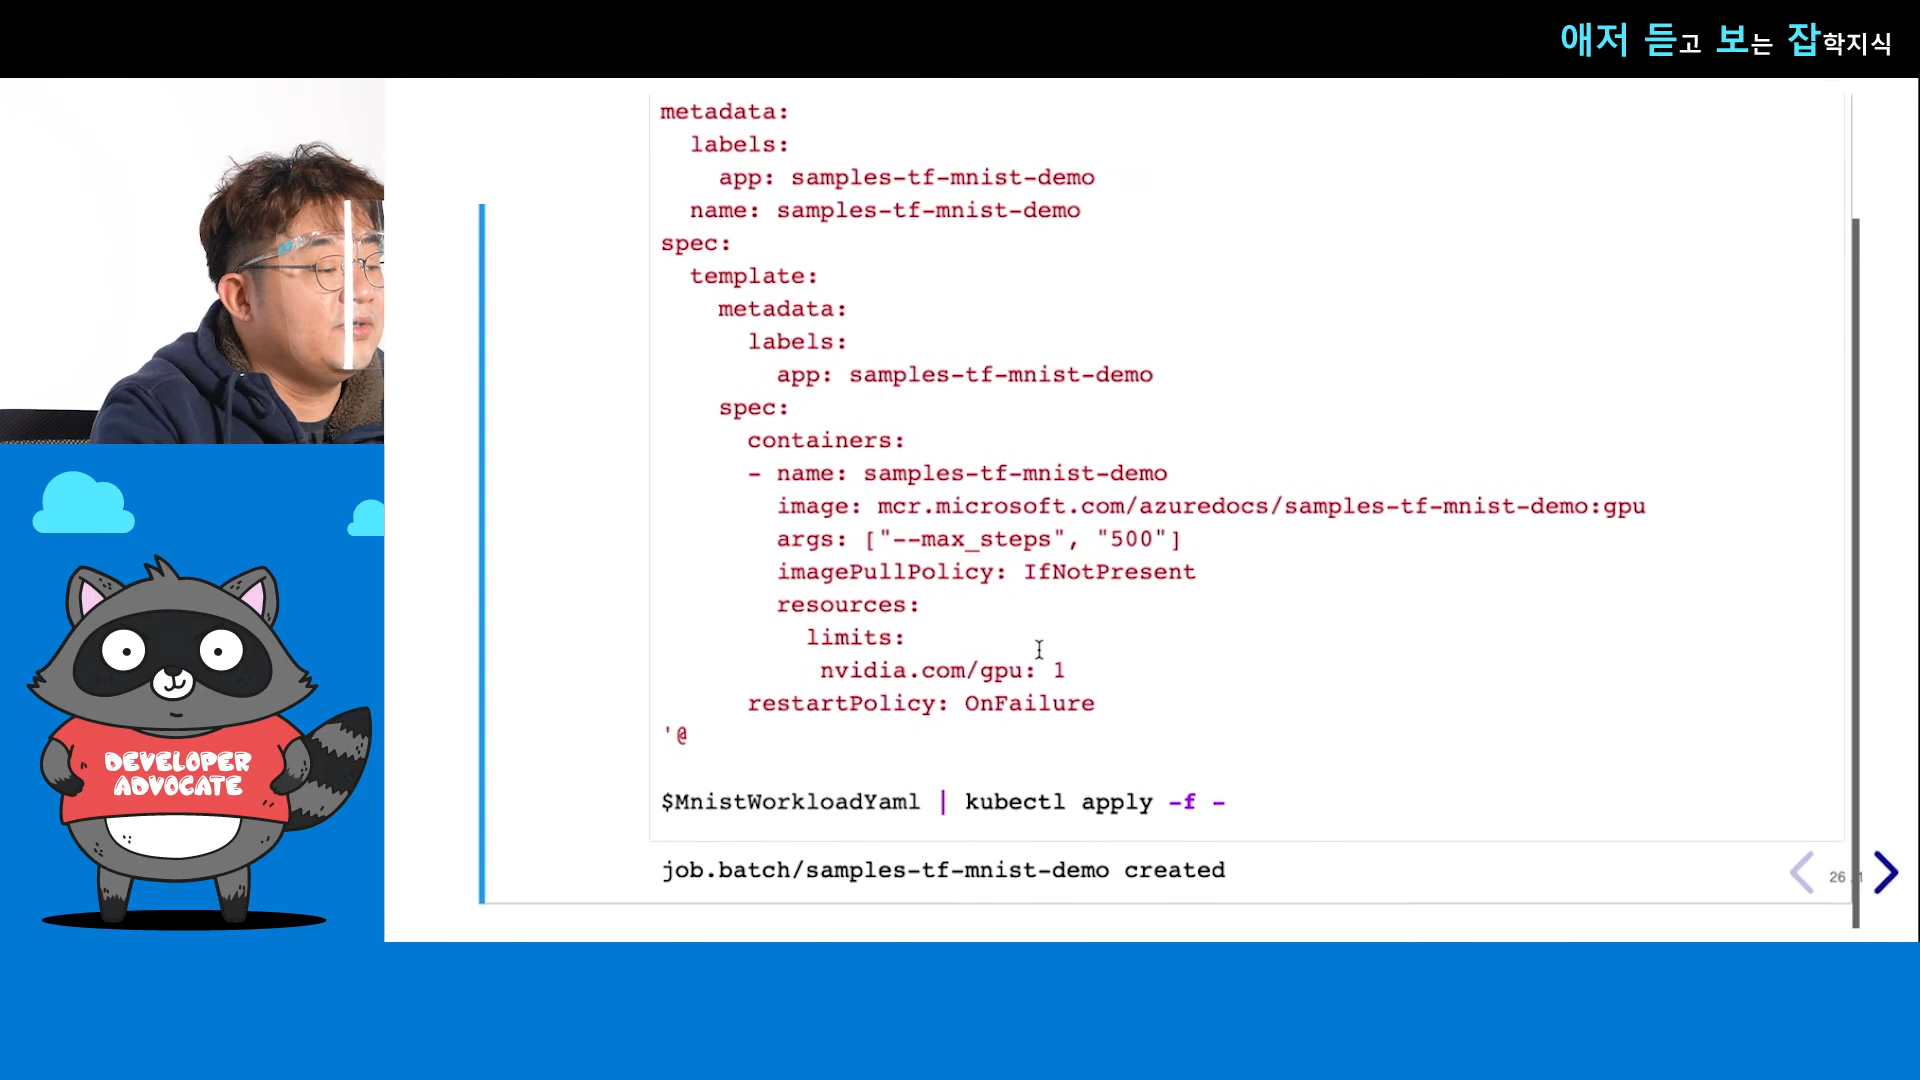 애저 듣고 보는 잡학지식
metadata:
  labels:
    app: samples-tf-mnist-demo
  name: samples-tf-mnist-demo
spec:
  template:
    metadata:
      labels:
        app: samples-tf-mnist-demo
    spec:
      containers:
      - name: samples-tf-mnist-demo
        image: mcr.microsoft.com/azuredocs/samples-tf-mnist-demo:gpu
        args: ["--max_steps", "500"]
        imagePullPolicy: IfNotPresent
        resources:
          limits:
           nvidia.com/gpu: 1
      restartPolicy: OnFailure
'@
$MnistWorkloadYaml | kubectl apply -f -
job.batch/samples-tf-mnist-demo created
26
DEVELOPER
ADVOCATE